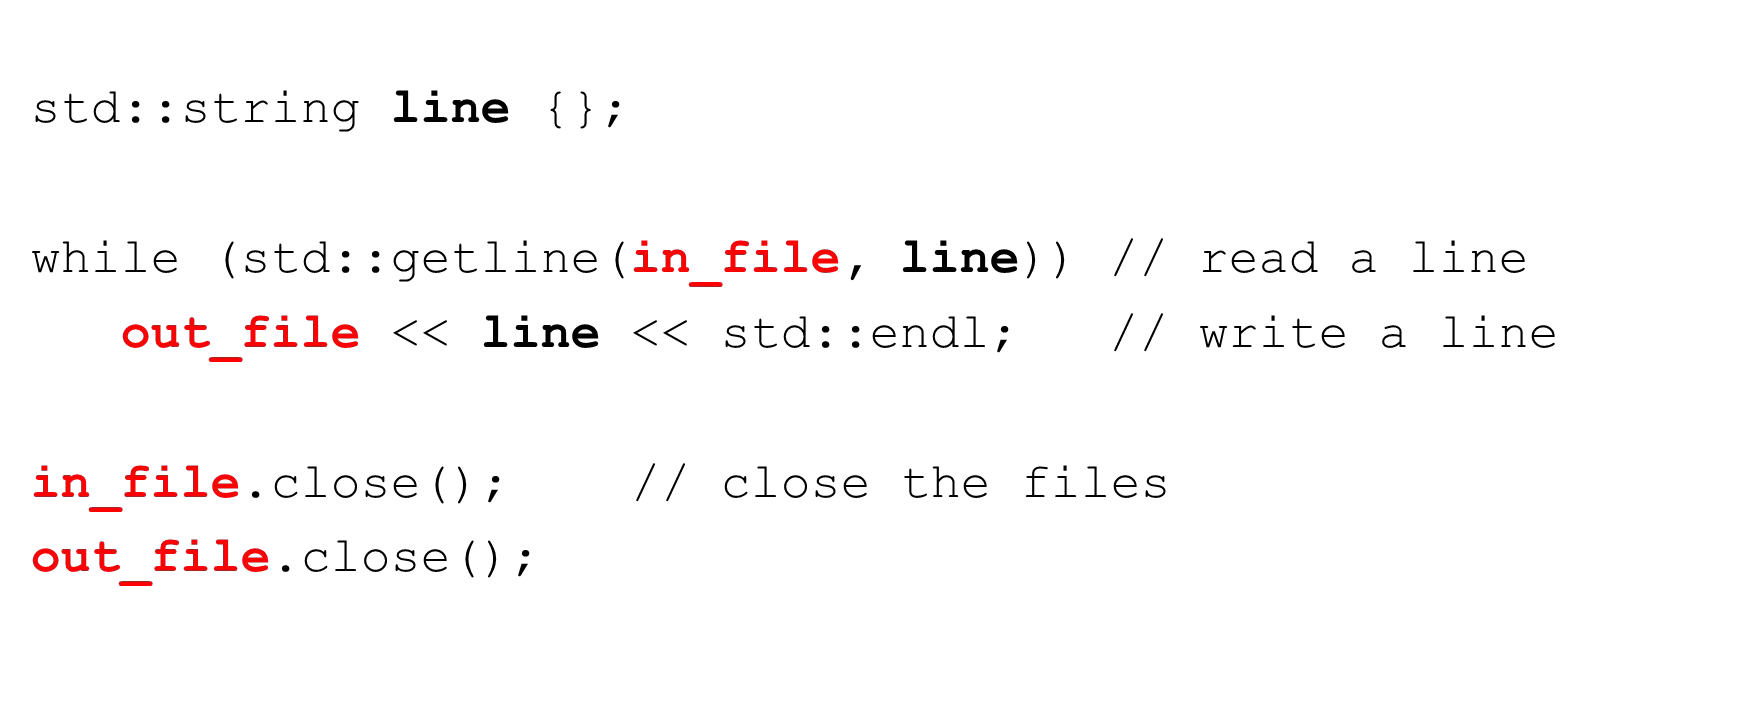 std::string line {};
while (std::getline(in_file, line)) // read a line
   out_file << line << std::endl;   // write a line
in_file.close();    // close the files
out_file.close();